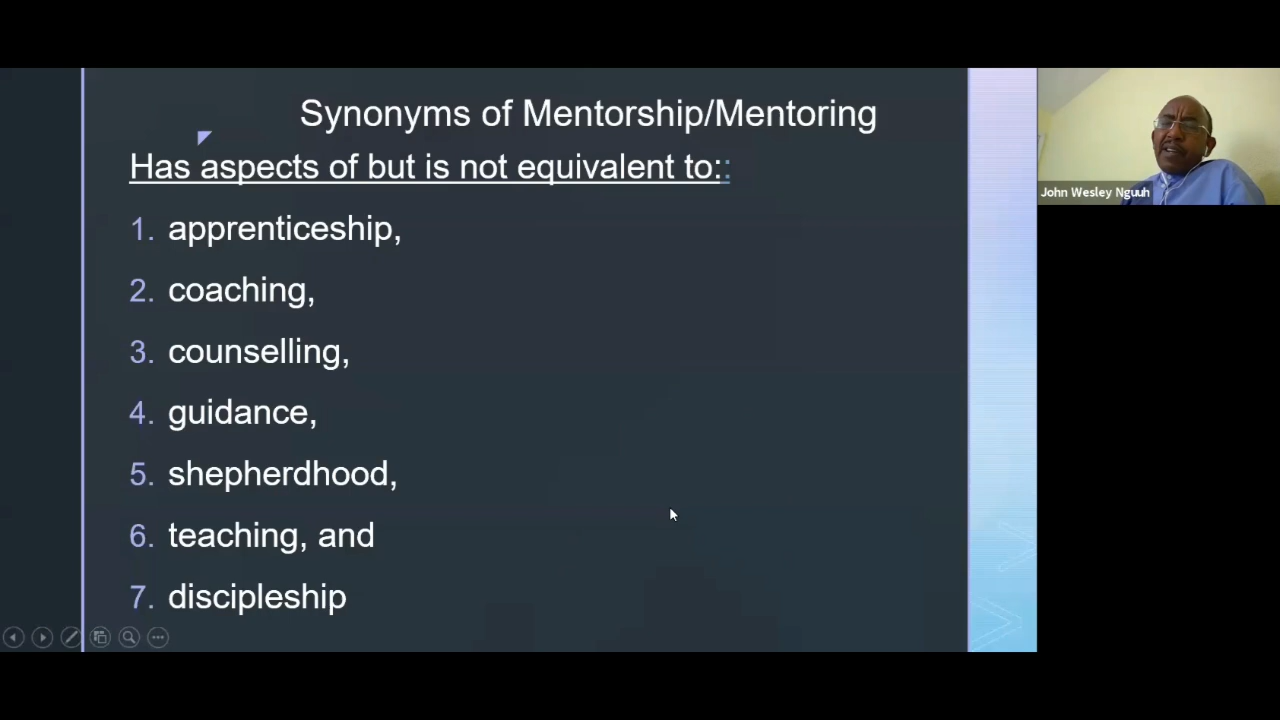 Synonyms of Mentorship/Mentoring
Has aspects of but is not equivalent to::
1. apprenticeship,
2. coaching,
3. counselling,
4. guidance,
5. shepherdhood,
6. teaching, and
7. discipleship
John Wesley Nguuh